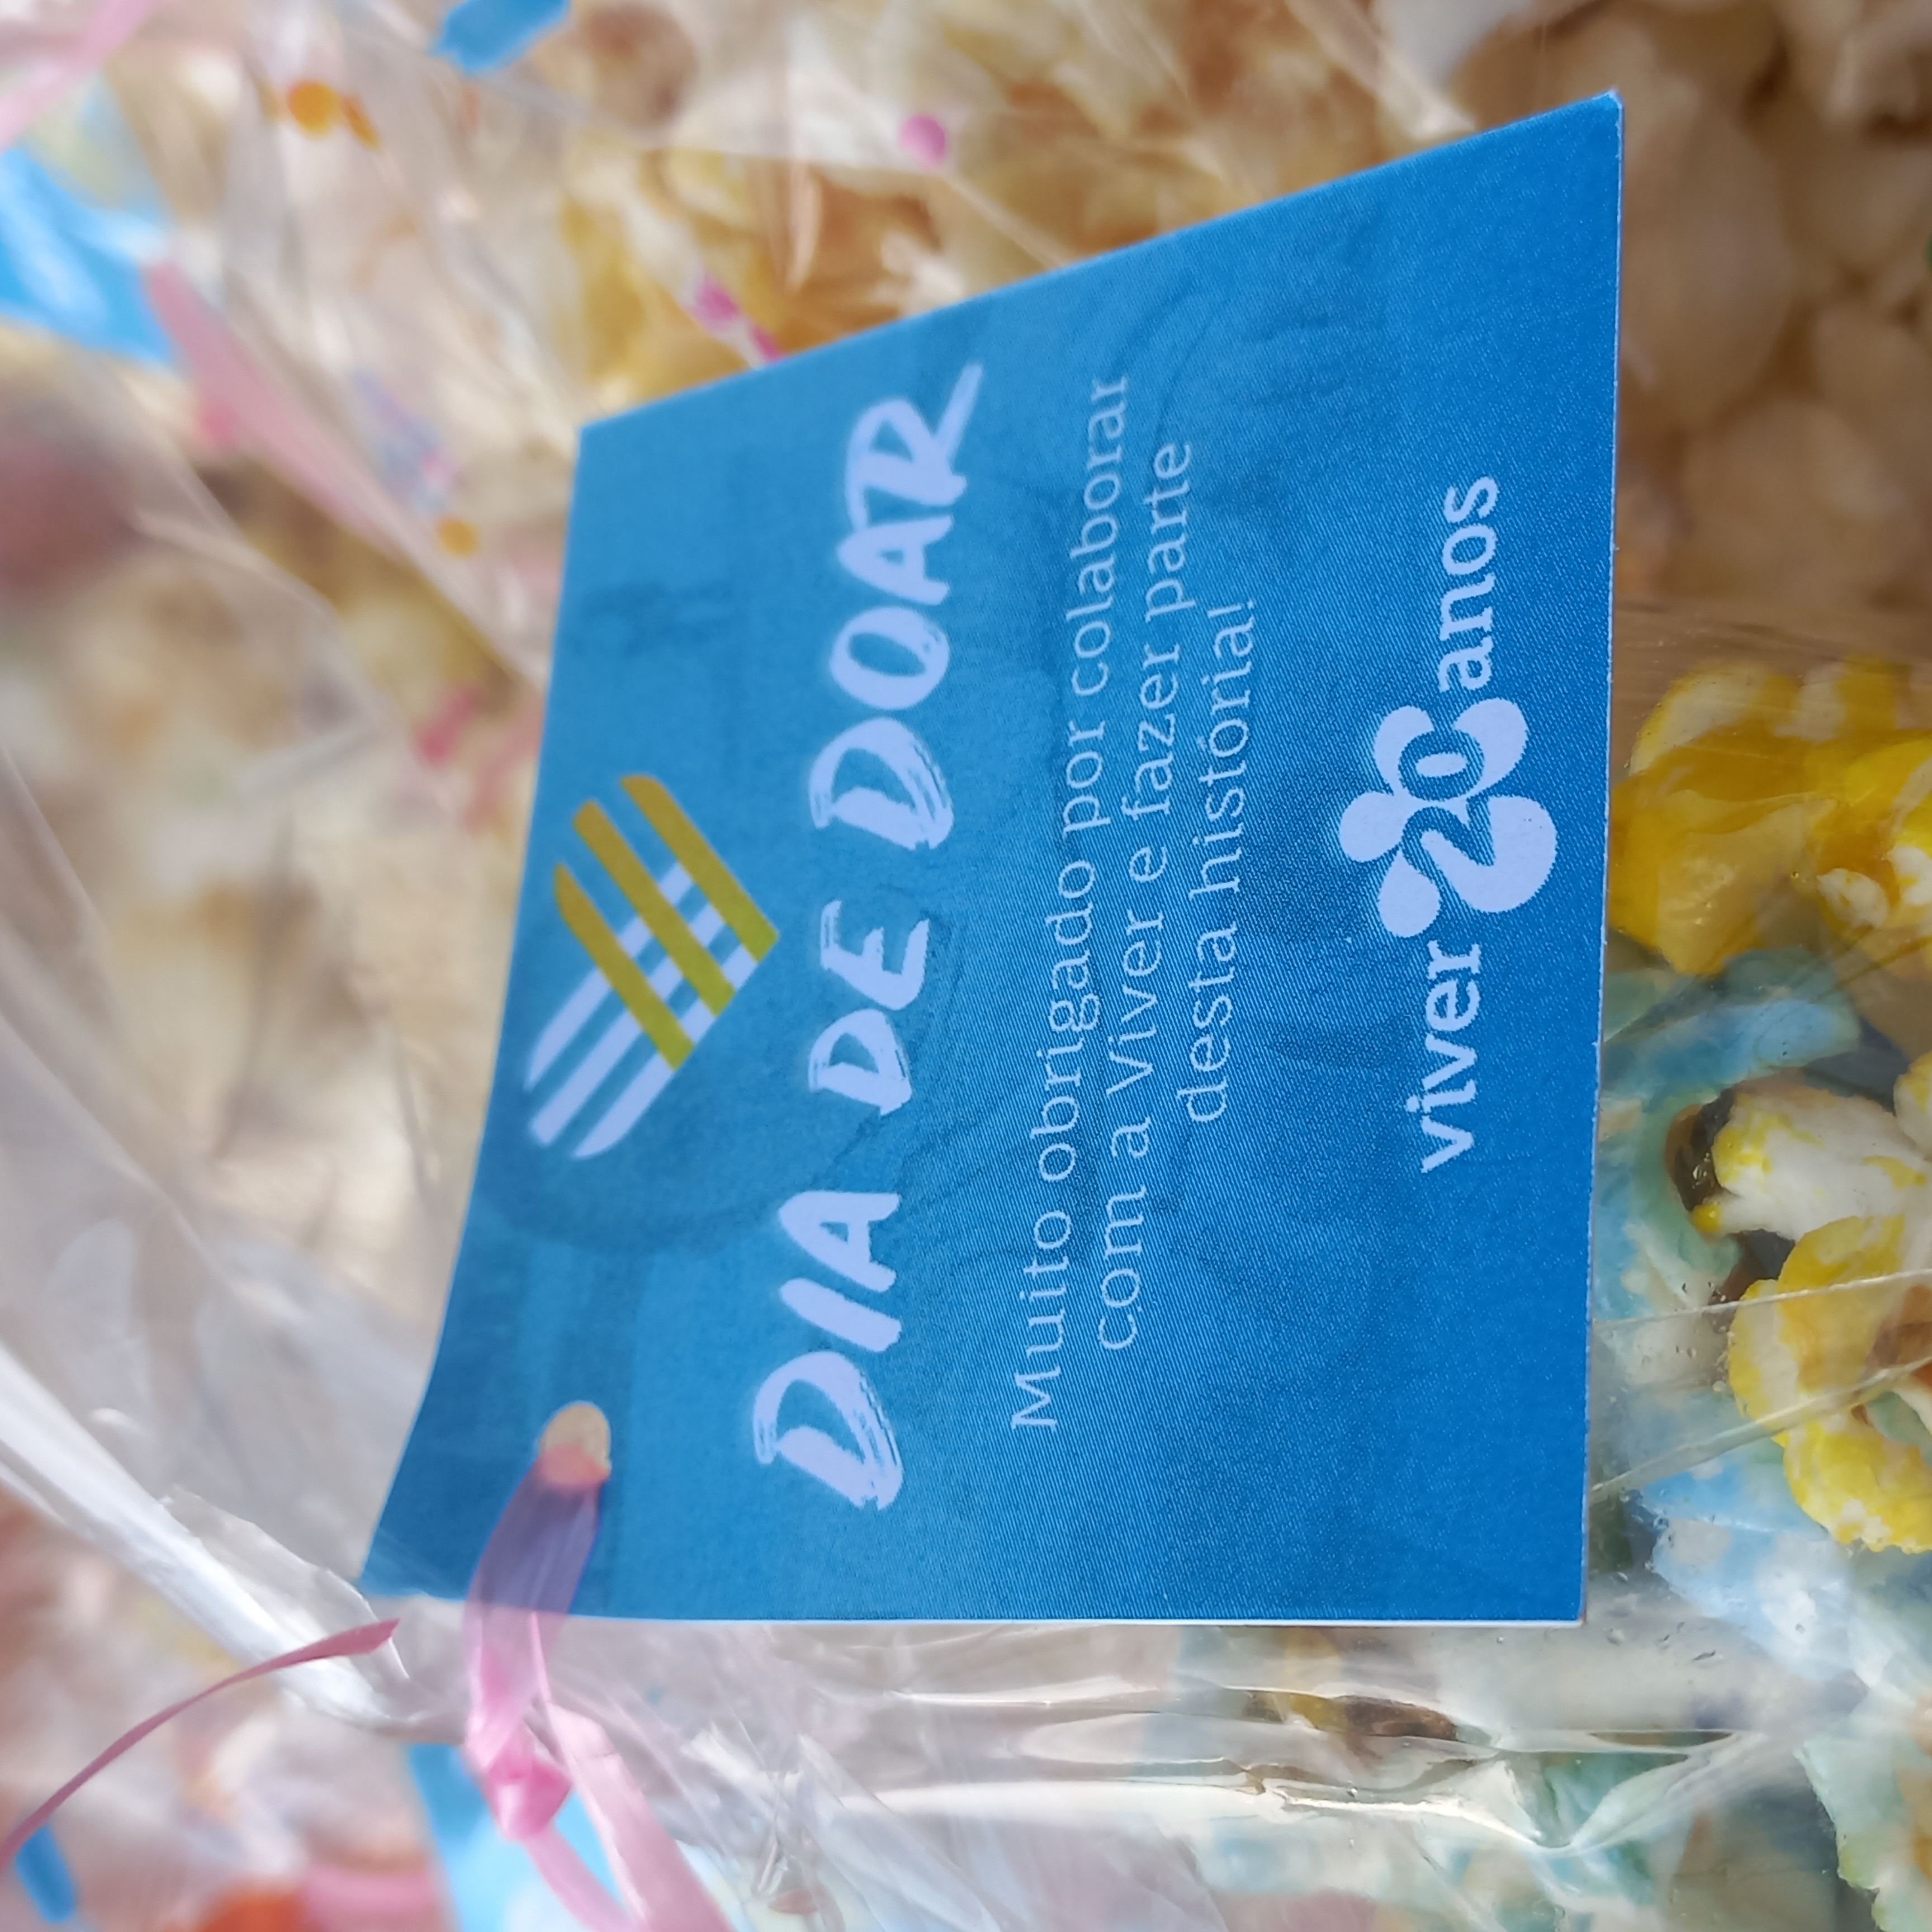 DIA DE DOAR
Muito obrigado por colaborar
com a Viver e fazer parte
desta história!
viver 20 anos